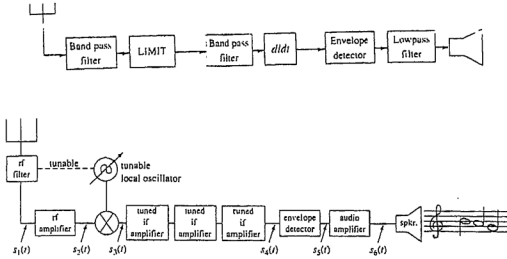 Band pass
filter
LIMIT
Band pass
filter
d/dt
Envelope
detector
Lowpass
filter
rf
filter
tunable
tunable
local oscillator
rf
amplifier
tuned
if
amplifier
tuned
if
amplifier
tuned
if
amplifier
envelope
detector
audio
amplifier
spkr.
s₁(t)
s₂(t)
s₃(t)
s₄(t)
s₅(t)
s₆(t)